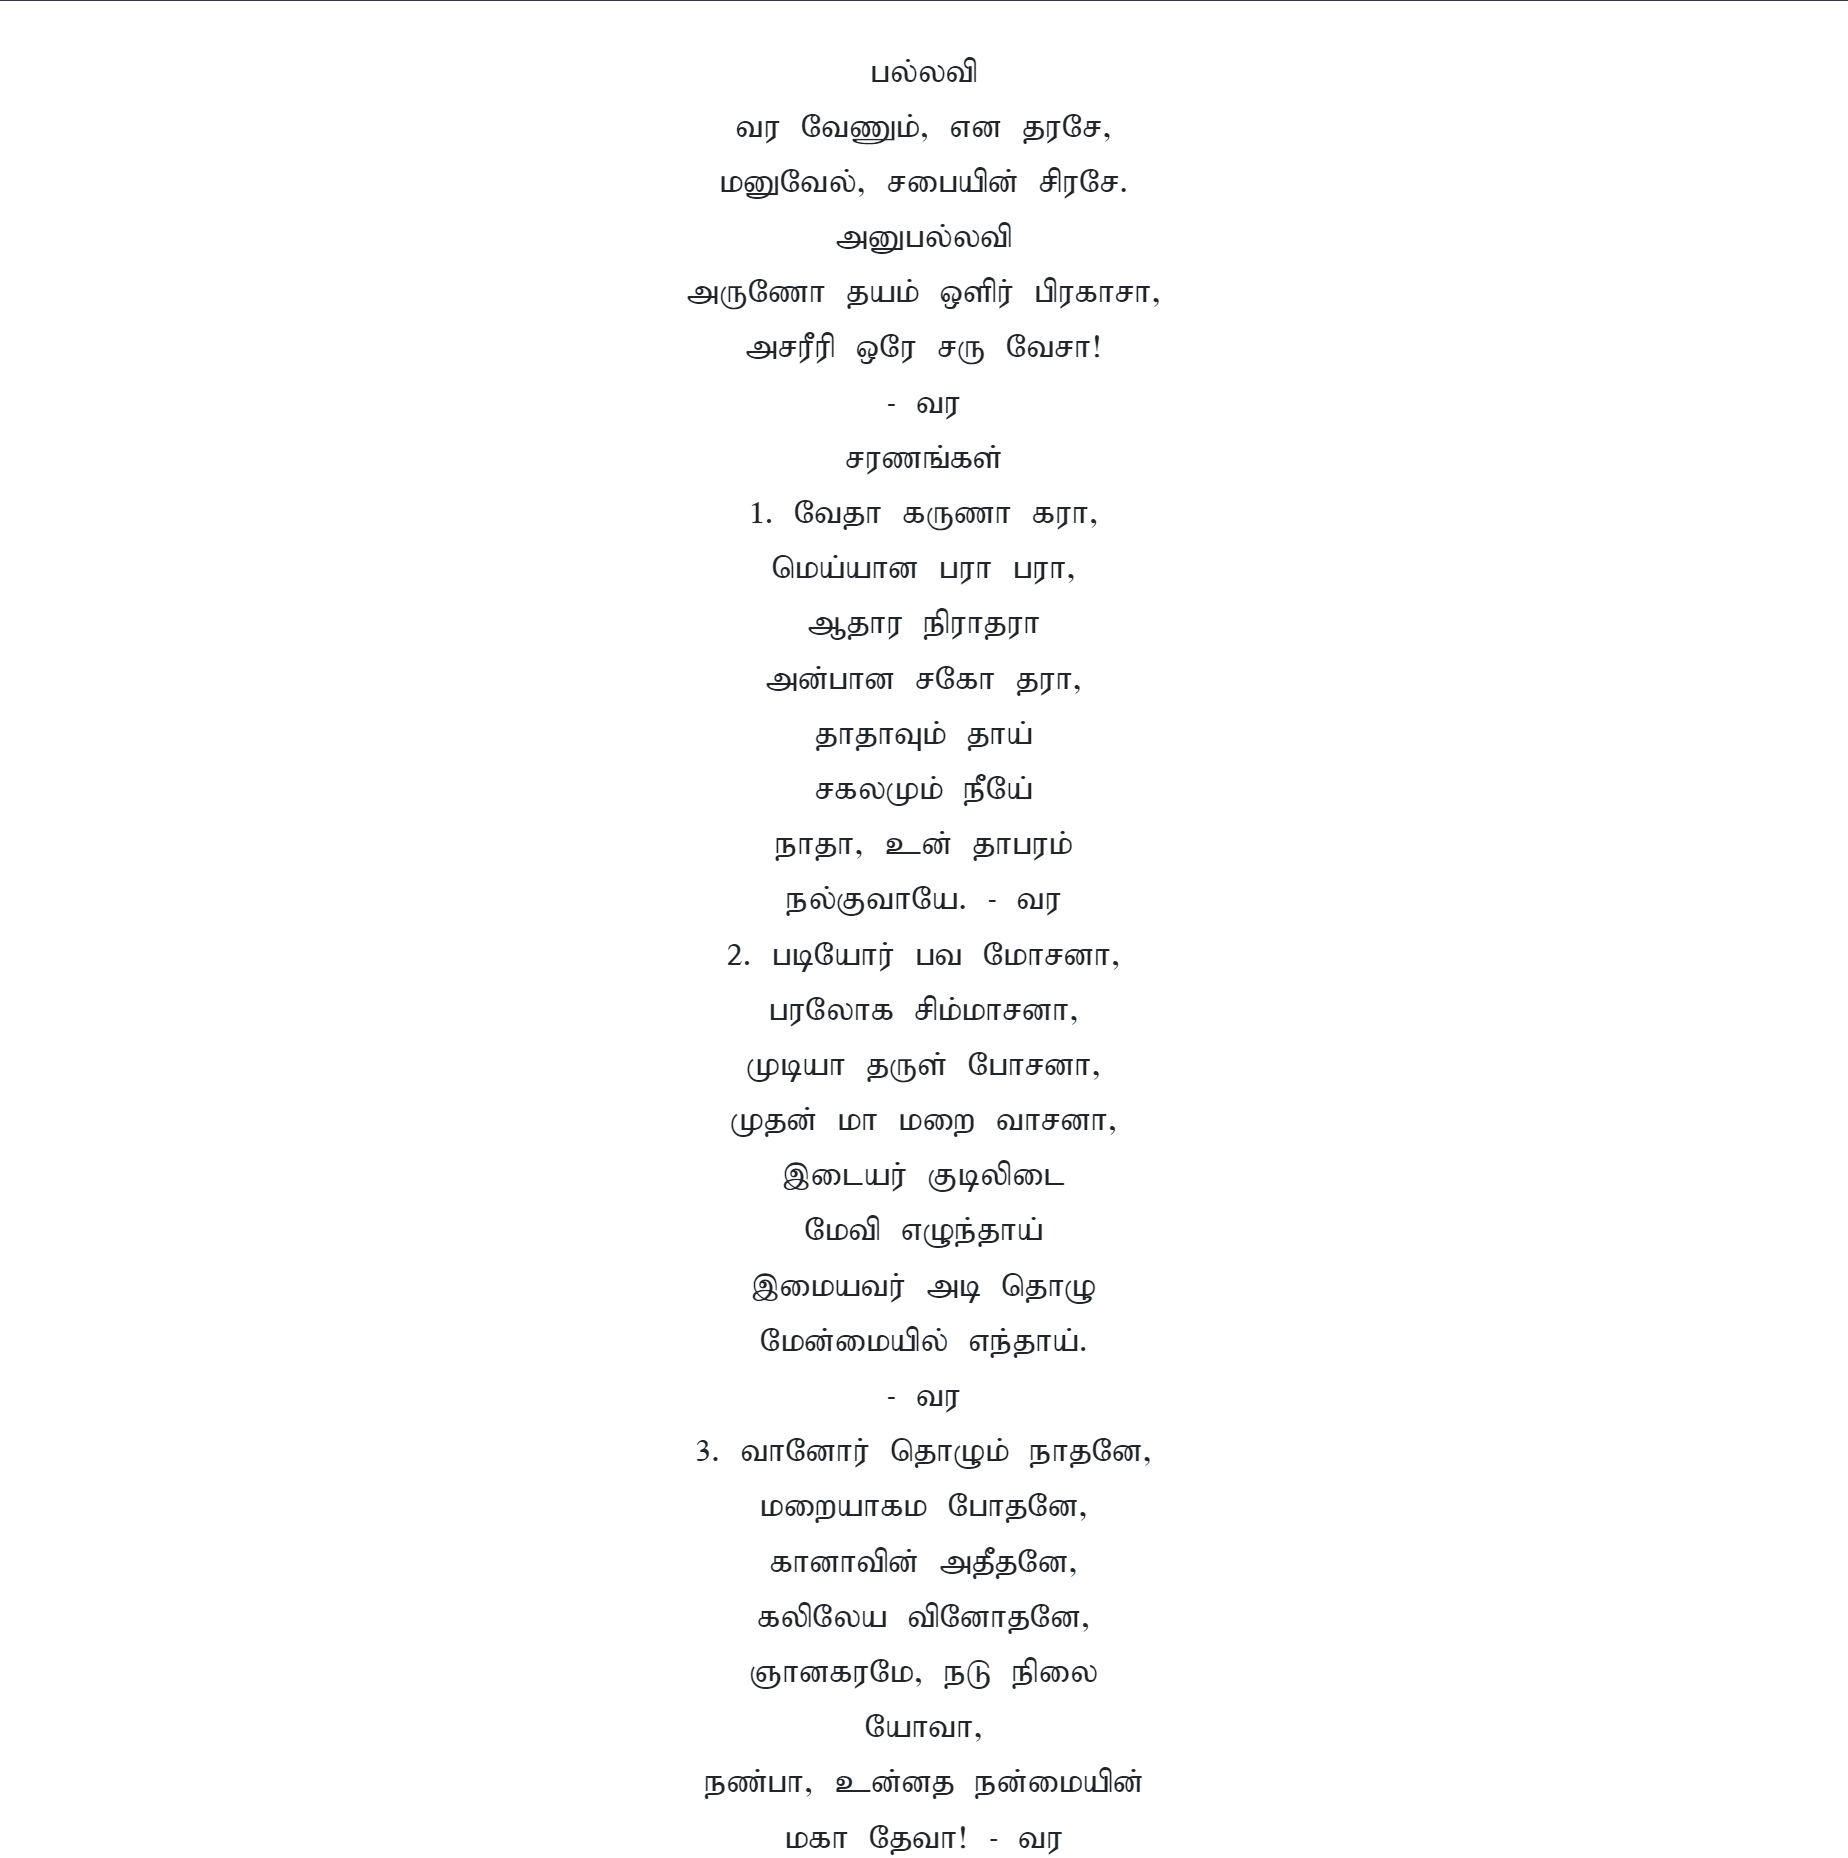 பல்லவி
வர வேணும், என தரசே,
மனுவேல், சபையின் சிரசே.
அனுபல்லவி
அருணோ தயம் ஒளிர் பிரகாசா,
அசரீரி ஒரே சரு வேசா!
- வர
சரணங்கள்
1. வேதா கருணா கரா,
மெய்யான பரா பரா,
ஆதார நிராதரா
அன்பான சகோ தரா,
தாதாவும் தாய்
சகலமும் நீயே்
நாதா, உன் தாபரம்
நல்குவாயே. - வர
2. படியோர் பவ மோசனா,
பரலோக சிம்மாசனா,
முடியா தருள் போசனா,
முதன் மா மறை வாசனா,
இடையர் குடிலிடை
மேவி எழுந்தாய்
இமையவர் அடி தொழு
மேன்மையில் எந்தாய்.
- வர
3. வானோர் தொழும் நாதனே,
மறையாகம போதனே,
கானாவின் அதீதனே,
கலிலேய வினோதனே,
ஞானகரமே, நடு நிலை
யோவா,
நண்பா, உன்னத நன்மையின்
மகா தேவா! - வர